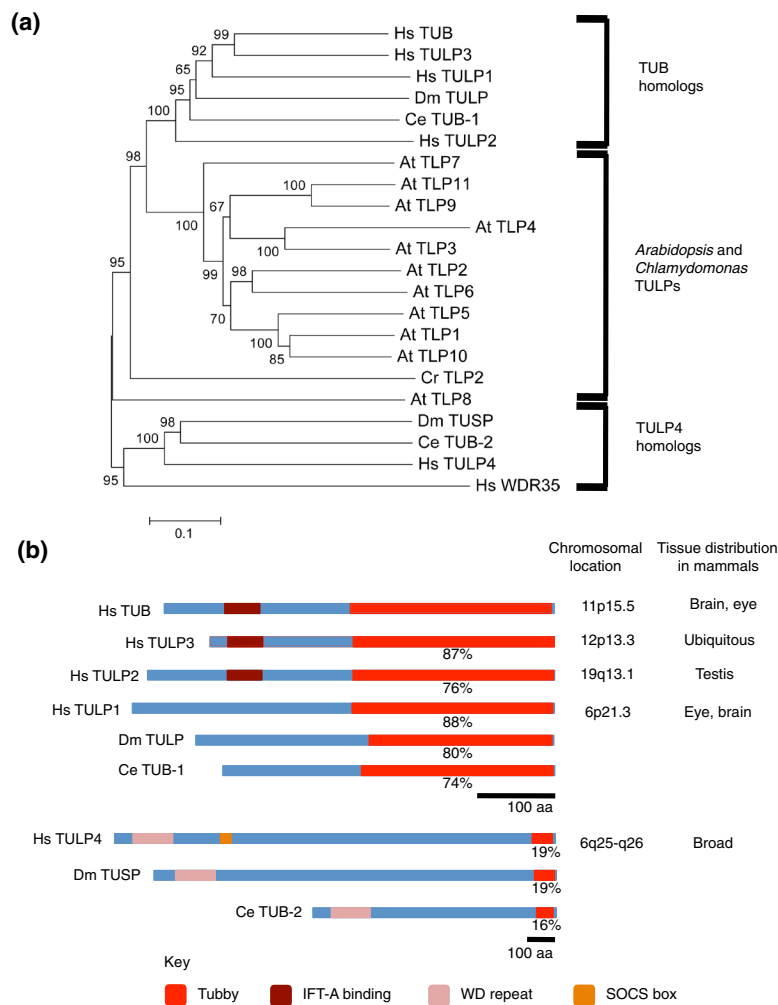 (a)
99
Hs TUB
92
Hs TULP3
65
Hs TULP1
95
Dm TULP
100
Ce TUB-1
Hs TULP2
TUB
homologs
98
At TLP7
100
At TLP11
67
At TLP9
100
At TLP4
100
At TLP3
99
98
At TLP2
At TLP6
70
At TLP5
100
At TLP1
85
At TLP10
95
Cr TLP2
At TLP8
Arabidopsis and
Chlamydomonas
TULPs
98
Dm TUSP
100
Ce TUB-2
Hs TULP4
95
Hs WDR35
TULP4
homologs
0.1
(b)
Chromosomal
location
Tissue distribution
in mammals
Hs TUB
11p15.5
Brain, eye
Hs TULP3
87%
12p13.3
Ubiquitous
Hs TULP2
76%
19q13.1
Testis
Hs TULP1
88%
6p21.3
Eye, brain
Dm TULP
80%
Ce TUB-1
74%
100 aa
Hs TULP4
19%
6q25-q26
Broad
Dm TUSP
19%
Ce TUB-2
16%
100 aa
Key
Tubby
IFT-A binding
WD repeat
SOCS box